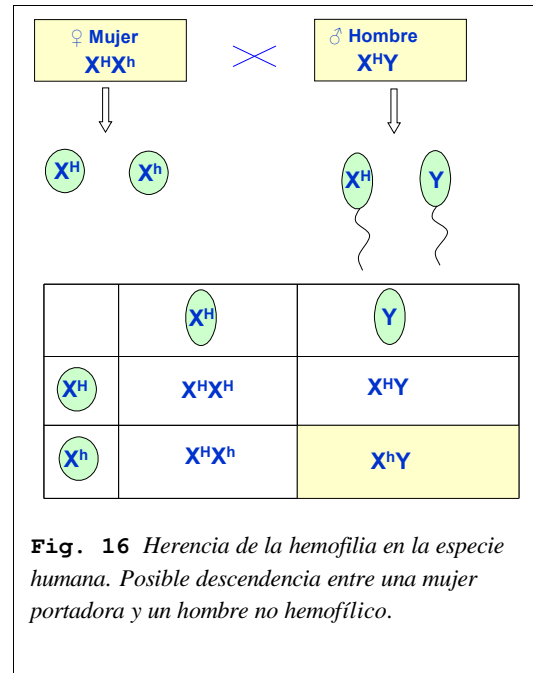 ♀ Mujer ♂ Hombre
XᴴXʰ XᴴY
Xᴴ Xʰ Xᴴ Y
Xᴴ Y
Xᴴ XᴴXᴴ XᴴY
Xʰ XᴴXʰ XʰY
Fig. 16 Herencia de la hemofilia en la especie
humana. Posible descendencia entre una mujer
portadora y un hombre no hemofílico.